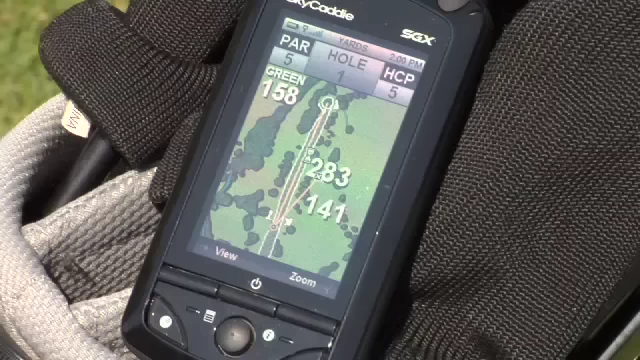 SkyCaddie
SGX
YARDS
2:00 PM
PAR
5
HOLE
1
HCP
5
GREEN
158
283
141
View
Zoom